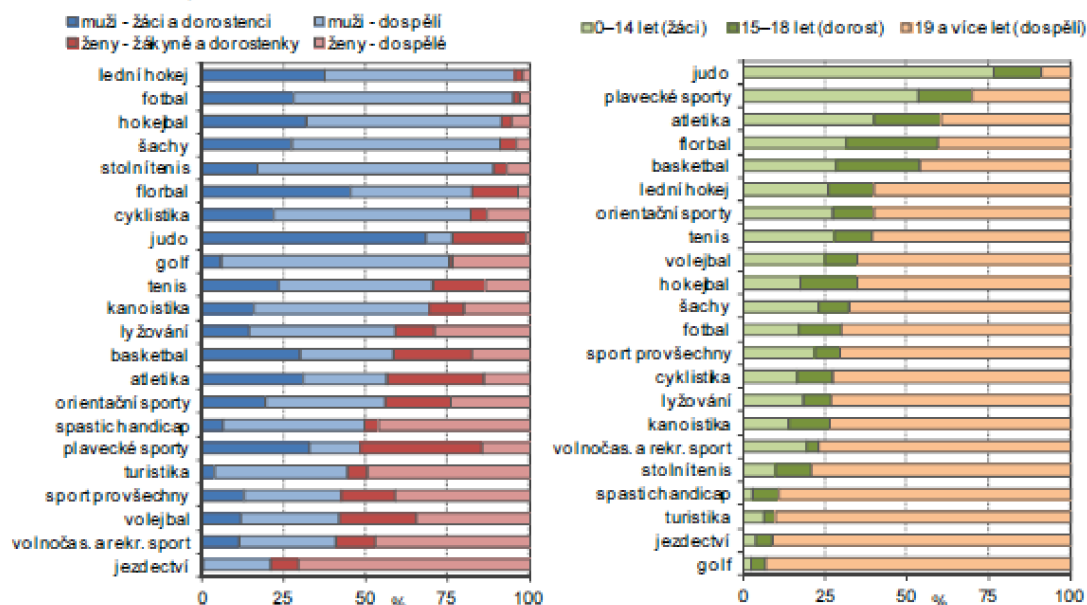 muži - žáci a dorostenci
muži - dospělí
ženy - žákyně a dorostenky
ženy - dospělé
lední hokej
fotbal
hokejbal
šachy
stolní tenis
florbal
cyklistika
judo
golf
tenis
kanoistika
lyžování
basketbal
atletika
orientační sporty
spastic handicap
plavecké sporty
turistika
sport pro všechny
volejbal
volnočas. a rekr. sport
jezdectví
0 25 50 75 100
%
0–14 let (žáci)
15–18 let (dorost)
19 a více let (dospělí)
judo
plavecké sporty
atletika
florbal
basketbal
lední hokej
orientační sporty
tenis
volejbal
hokejbal
šachy
fotbal
sport pro všechny
cyklistika
lyžování
kanoistika
volnočas. a rekr. sport
stolní tenis
spastic handicap
turistika
jezdectví
golf
0 25 50 75 100
%